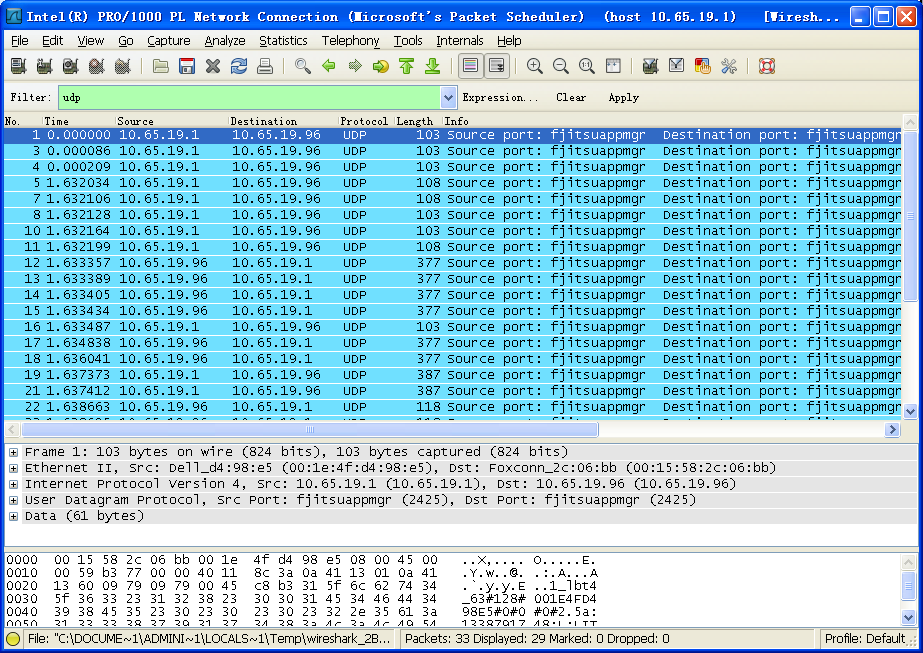 Intel(R) PRO/1000 PL Network Connection (Microsoft's Packet Scheduler)  (host 10.65.19.1)   [Wiresh...
File Edit View Go Capture Analyze Statistics Telephony Tools Internals Help
Filter: udp Expression... Clear Apply
No. Time Source Destination Protocol Length Info
1 0.000000 10.65.19.1 10.65.19.96 UDP 103 Source port: fjitsuappmgr Destination port: fjitsuappmgr
3 0.000086 10.65.19.1 10.65.19.96 UDP 103 Source port: fjitsuappmgr Destination port: fjitsuappmgr
4 0.000209 10.65.19.1 10.65.19.96 UDP 103 Source port: fjitsuappmgr Destination port: fjitsuappmgr
5 1.632034 10.65.19.1 10.65.19.96 UDP 108 Source port: fjitsuappmgr Destination port: fjitsuappmgr
7 1.632106 10.65.19.1 10.65.19.96 UDP 108 Source port: fjitsuappmgr Destination port: fjitsuappmgr
8 1.632128 10.65.19.1 10.65.19.96 UDP 103 Source port: fjitsuappmgr Destination port: fjitsuappmgr
10 1.632164 10.65.19.1 10.65.19.96 UDP 103 Source port: fjitsuappmgr Destination port: fjitsuappmgr
11 1.632199 10.65.19.1 10.65.19.96 UDP 108 Source port: fjitsuappmgr Destination port: fjitsuappmgr
12 1.633357 10.65.19.96 10.65.19.1 UDP 377 Source port: fjitsuappmgr Destination port: fjitsuappmgr
13 1.633389 10.65.19.96 10.65.19.1 UDP 377 Source port: fjitsuappmgr Destination port: fjitsuappmgr
14 1.633405 10.65.19.96 10.65.19.1 UDP 377 Source port: fjitsuappmgr Destination port: fjitsuappmgr
15 1.633434 10.65.19.96 10.65.19.1 UDP 377 Source port: fjitsuappmgr Destination port: fjitsuappmgr
16 1.633487 10.65.19.1 10.65.19.96 UDP 103 Source port: fjitsuappmgr Destination port: fjitsuappmgr
17 1.634838 10.65.19.96 10.65.19.1 UDP 377 Source port: fjitsuappmgr Destination port: fjitsuappmgr
18 1.636041 10.65.19.96 10.65.19.1 UDP 377 Source port: fjitsuappmgr Destination port: fjitsuappmgr
19 1.637373 10.65.19.1 10.65.19.96 UDP 387 Source port: fjitsuappmgr Destination port: fjitsuappmgr
21 1.637412 10.65.19.1 10.65.19.96 UDP 387 Source port: fjitsuappmgr Destination port: fjitsuappmgr
22 1.638663 10.65.19.96 10.65.19.1 UDP 118 Source port: fjitsuappmgr Destination port: fjitsuappmgr
Frame 1: 103 bytes on wire (824 bits), 103 bytes captured (824 bits)
Ethernet II, Src: Dell_d4:98:e5 (00:1e:4f:d4:98:e5), Dst: Foxconn_2c:06:bb (00:15:58:2c:06:bb)
Internet Protocol Version 4, Src: 10.65.19.1 (10.65.19.1), Dst: 10.65.19.96 (10.65.19.96)
User Datagram Protocol, Src Port: fjitsuappmgr (2425), Dst Port: fjitsuappmgr (2425)
Data (61 bytes)
0000 00 15 58 2c 06 bb 00 1e 4f d4 98 e5 08 00 45 00 ..X,.... O.....E.
0010 00 59 b3 77 00 00 40 11 8c 3a 0a 41 13 01 0a 41 .Y.w..@. .:.A...A
0020 13 60 09 79 09 79 00 45 c8 b3 31 5f 6c 62 74 34 .`.y.y.E ..1_lbt4
0030 5f 36 33 23 31 32 38 23 30 30 31 45 34 46 44 34 _63#128# 001E4FD4
0040 39 38 45 35 23 30 23 30 23 30 23 32 2e 35 61 3a 98E5#0#0 #0#2.5a:
0050 31 33 33 38 37 39 31 37 34 38 3a 4c 3a 4c 49 54 13387917 48:L:LIT
File: "C:\DOCUME~1\ADMINI~1\LOCALS~1\Temp\wireshark_2B... Packets: 33 Displayed: 29 Marked: 0 Dropped: 0 Profile: Default